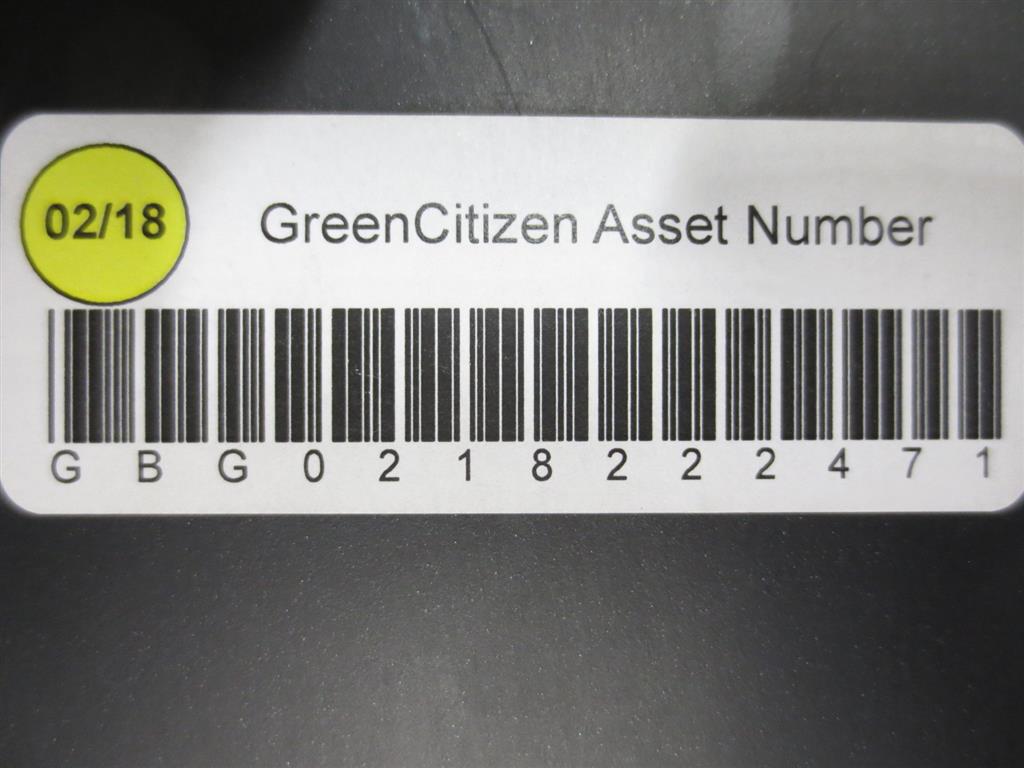 02/18
GreenCitizen Asset Number
G B G 0 2 1 8 2 2 2 4 7 1